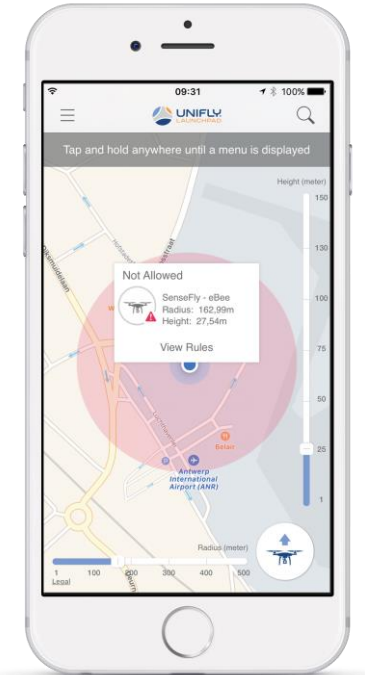 09:31
100%
UNIFLY
LAUNCHPAD
Tap and hold anywhere until a menu is displayed
Height (meter)
150
130
100
75
50
25
1
Not Allowed
SenseFly - eBee
Radius: 162,99m
Height: 27,54m
View Rules
Belair
P
Antwerp
International
Airport (ANR)
Radius (meter)
1 100 200 300 400 500
Legal